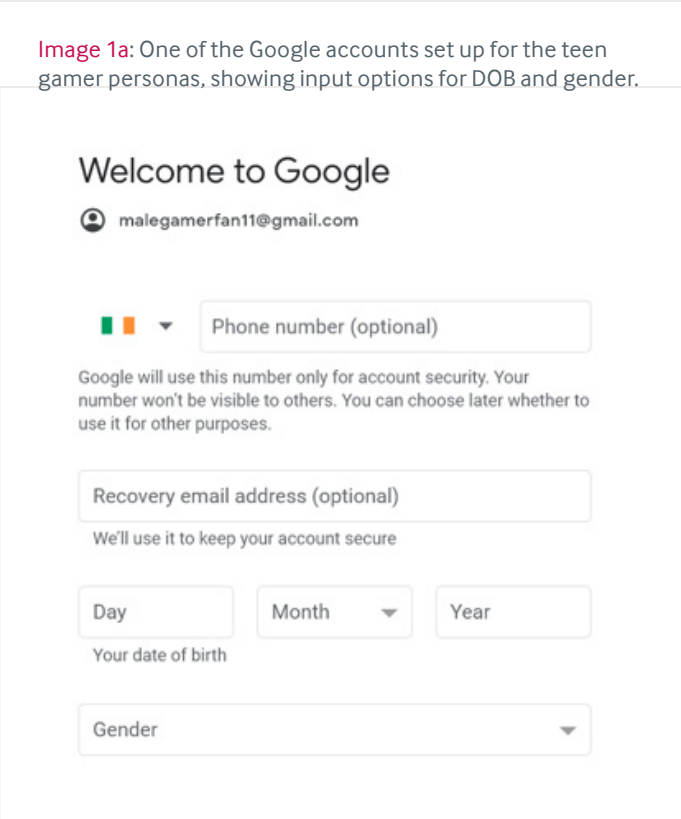 Image 1a: One of the Google accounts set up for the teen
gamer personas, showing input options for DOB and gender.
Welcome to Google
malegamerfan11@gmail.com
Phone number (optional)
Google will use this number only for account security. Your
number won't be visible to others. You can choose later whether to
use it for other purposes.
Recovery email address (optional)
We'll use it to keep your account secure
Day Month Year
Your date of birth
Gender